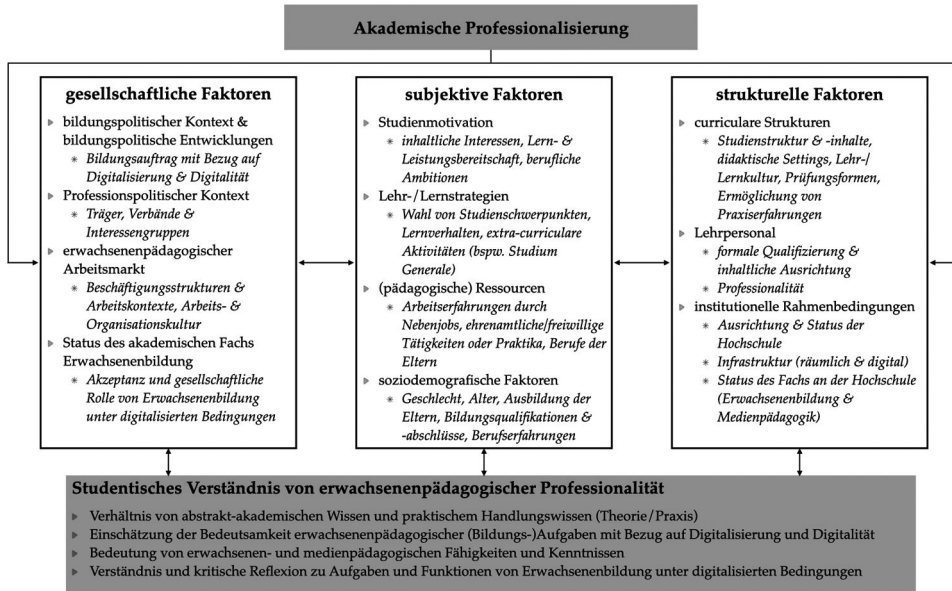 Akademische Professionalisierung
gesellschaftliche Faktoren
bildungspolitischer Kontext &
bildungspolitische Entwicklungen
Bildungsauftrag mit Bezug auf
Digitalisierung & Digitalität
Professionspolitischer Kontext
Träger, Verbände &
Interessengruppen
erwachsenenpädagogischer
Arbeitsmarkt
Beschäftigungsstrukturen &
Arbeitskontexte, Arbeits- &
Organisationskultur
Status des akademischen Fachs
Erwachsenenbildung
Akzeptanz und gesellschaftliche
Rolle von Erwachsenenbildung
unter digitalisierten Bedingungen
subjektive Faktoren
Studienmotivation
inhaltliche Interessen, Lern- &
Leistungsbereitschaft, berufliche
Ambitionen
Lehr-/Lernstrategien
Wahl von Studienschwerpunkten,
Lernverhalten, extra-curriculare
Aktivitäten (bspw. Studium
Generale)
(pädagogische) Ressourcen
Arbeitserfahrungen durch
Nebenjobs, ehrenamtliche/freiwillige
Tätigkeiten oder Praktika, Berufe der
Eltern
soziodemografische Faktoren
Geschlecht, Alter, Ausbildung der
Eltern, Bildungsqualifikationen &
-abschlüsse, Berufserfahrungen
strukturelle Faktoren
curriculare Strukturen
Studienstruktur & -inhalte,
didaktische Settings, Lehr-/
Lernkultur, Prüfungsformen,
Ermöglichung von
Praxiserfahrungen
Lehrpersonal
formale Qualifizierung &
inhaltliche Ausrichtung
Professionalität
institutionelle Rahmenbedingungen
Ausrichtung & Status der
Hochschule
Infrastruktur (räumlich & digital)
Status des Fachs an der Hochschule
(Erwachsenenbildung &
Medienpädagogik)
Studentisches Verständnis von erwachsenenpädagogischer Professionalität
Verhältnis von abstrakt-akademischen Wissen und praktischem Handlungswissen (Theorie/Praxis)
Einschätzung der Bedeutsamkeit erwachsenenpädagogischer (Bildungs-)Aufgaben mit Bezug auf Digitalisierung und Digitalität
Bedeutung von erwachsenen- und medienpädagogischen Fähigkeiten und Kenntnissen
Verständnis und kritische Reflexion zu Aufgaben und Funktionen von Erwachsenenbildung unter digitalisierten Bedingungen